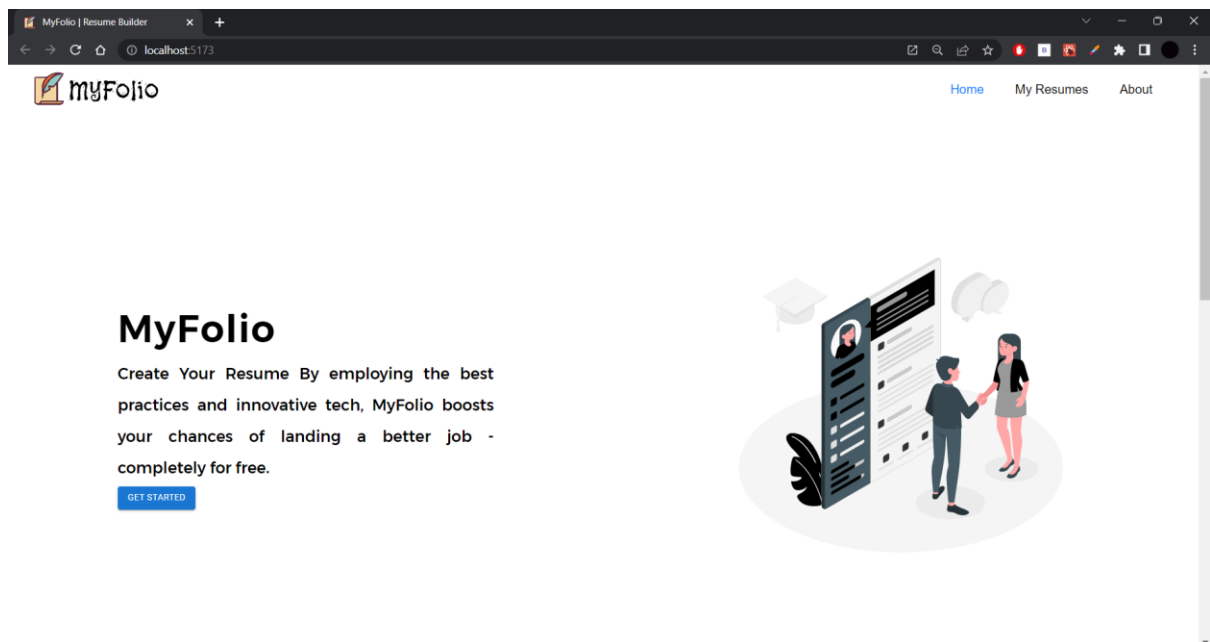 MyFolio | Resume Builder
localhost:5173
MyFolio
Home My Resumes About
MyFolio
Create Your Resume By employing the best
practices and innovative tech, MyFolio boosts
your chances of landing a better job -
completely for free.
GET STARTED